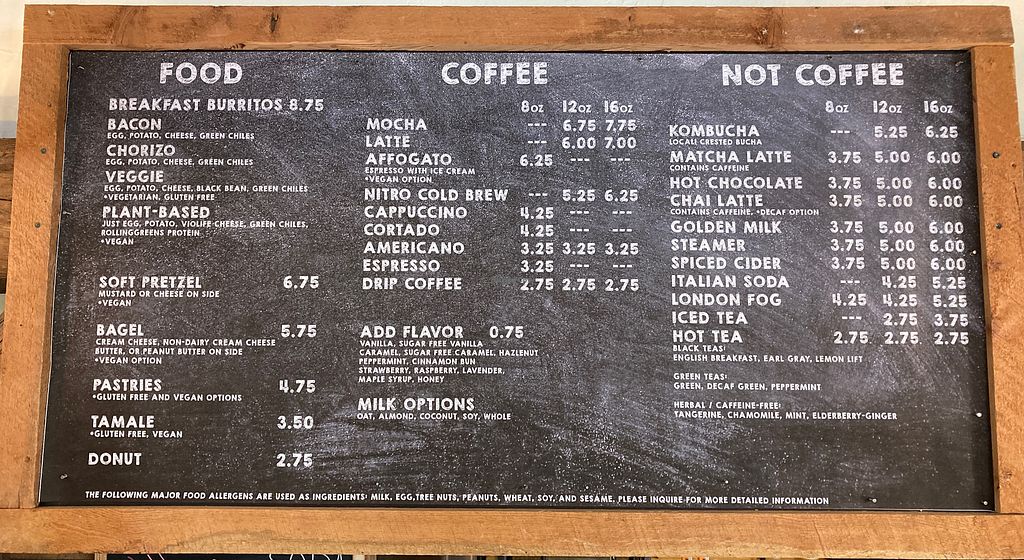 FOOD
BREAKFAST BURRITOS 8.75
BACON
EGG, POTATO, CHEESE, GREEN CHILES
CHORIZO
EGG, POTATO, CHEESE, GREEN CHILES
VEGGIE
EGG, POTATO, CHEESE, BLACK BEAN, GREEN CHILES
*VEGETARIAN, GLUTEN FREE
PLANT-BASED
JUST EGG, POTATO, VIOLIFE CHEESE, GREEN CHILES,
ROLLINGGREENS PROTEIN
*VEGAN
SOFT PRETZEL 6.75
MUSTARD OR CHEESE ON SIDE
*VEGAN
BAGEL 5.75
CREAM CHEESE, NON-DAIRY CREAM CHEESE
BUTTER, OR PEANUT BUTTER ON SIDE
*VEGAN OPTION
PASTRIES 4.75
*GLUTEN FREE AND VEGAN OPTIONS
TAMALE 3.50
*GLUTEN FREE, VEGAN
DONUT 2.75
COFFEE
8oz 12oz 16oz
MOCHA --- 6.75 7.75
LATTE --- 6.00 7.00
AFFOGATO 6.25 --- ---
ESPRESSO WITH ICE CREAM
*VEGAN OPTION
NITRO COLD BREW --- 5.25 6.25
CAPPUCCINO 4.25 --- ---
CORTADO 4.25 --- ---
AMERICANO 3.25 3.25 3.25
ESPRESSO 3.25 --- ---
DRIP COFFEE 2.75 2.75 2.75
ADD FLAVOR 0.75
VANILLA, SUGAR FREE VANILLA
CARAMEL, SUGAR FREE CARAMEL, HAZLENUT
PEPPERMINT, CINNAMON BUN
STRAWBERRY, RASPBERRY, LAVENDER,
MAPLE SYRUP, HONEY
MILK OPTIONS
OAT, ALMOND, COCONUT, SOY, WHOLE
NOT COFFEE
8oz 12oz 16oz
KOMBUCHA --- 5.25 6.25
LOCAL! CRESTED BUCHA
MATCHA LATTE 3.75 5.00 6.00
CONTAINS CAFFEINE
HOT CHOCOLATE 3.75 5.00 6.00
CHAI LATTE 3.75 5.00 6.00
CONTAINS CAFFEINE, *DECAF OPTION
GOLDEN MILK 3.75 5.00 6.00
STEAMER 3.75 5.00 6.00
SPICED CIDER 3.75 5.00 6.00
ITALIAN SODA --- 4.25 5.25
LONDON FOG 4.25 4.25 5.25
ICED TEA --- 2.75 3.75
HOT TEA 2.75 2.75 2.75
BLACK TEAS:
ENGLISH BREAKFAST, EARL GRAY, LEMON LIFT
GREEN TEAS:
GREEN, DECAF GREEN, PEPPERMINT
HERBAL / CAFFEINE-FREE:
TANGERINE, CHAMOMILE, MINT, ELDERBERRY-GINGER
THE FOLLOWING MAJOR FOOD ALLERGENS ARE USED AS INGREDIENTS: MILK, EGG,TREE NUTS, PEANUTS, WHEAT, SOY, AND SESAME. PLEASE INQUIRE FOR MORE DETAILED INFORMATION